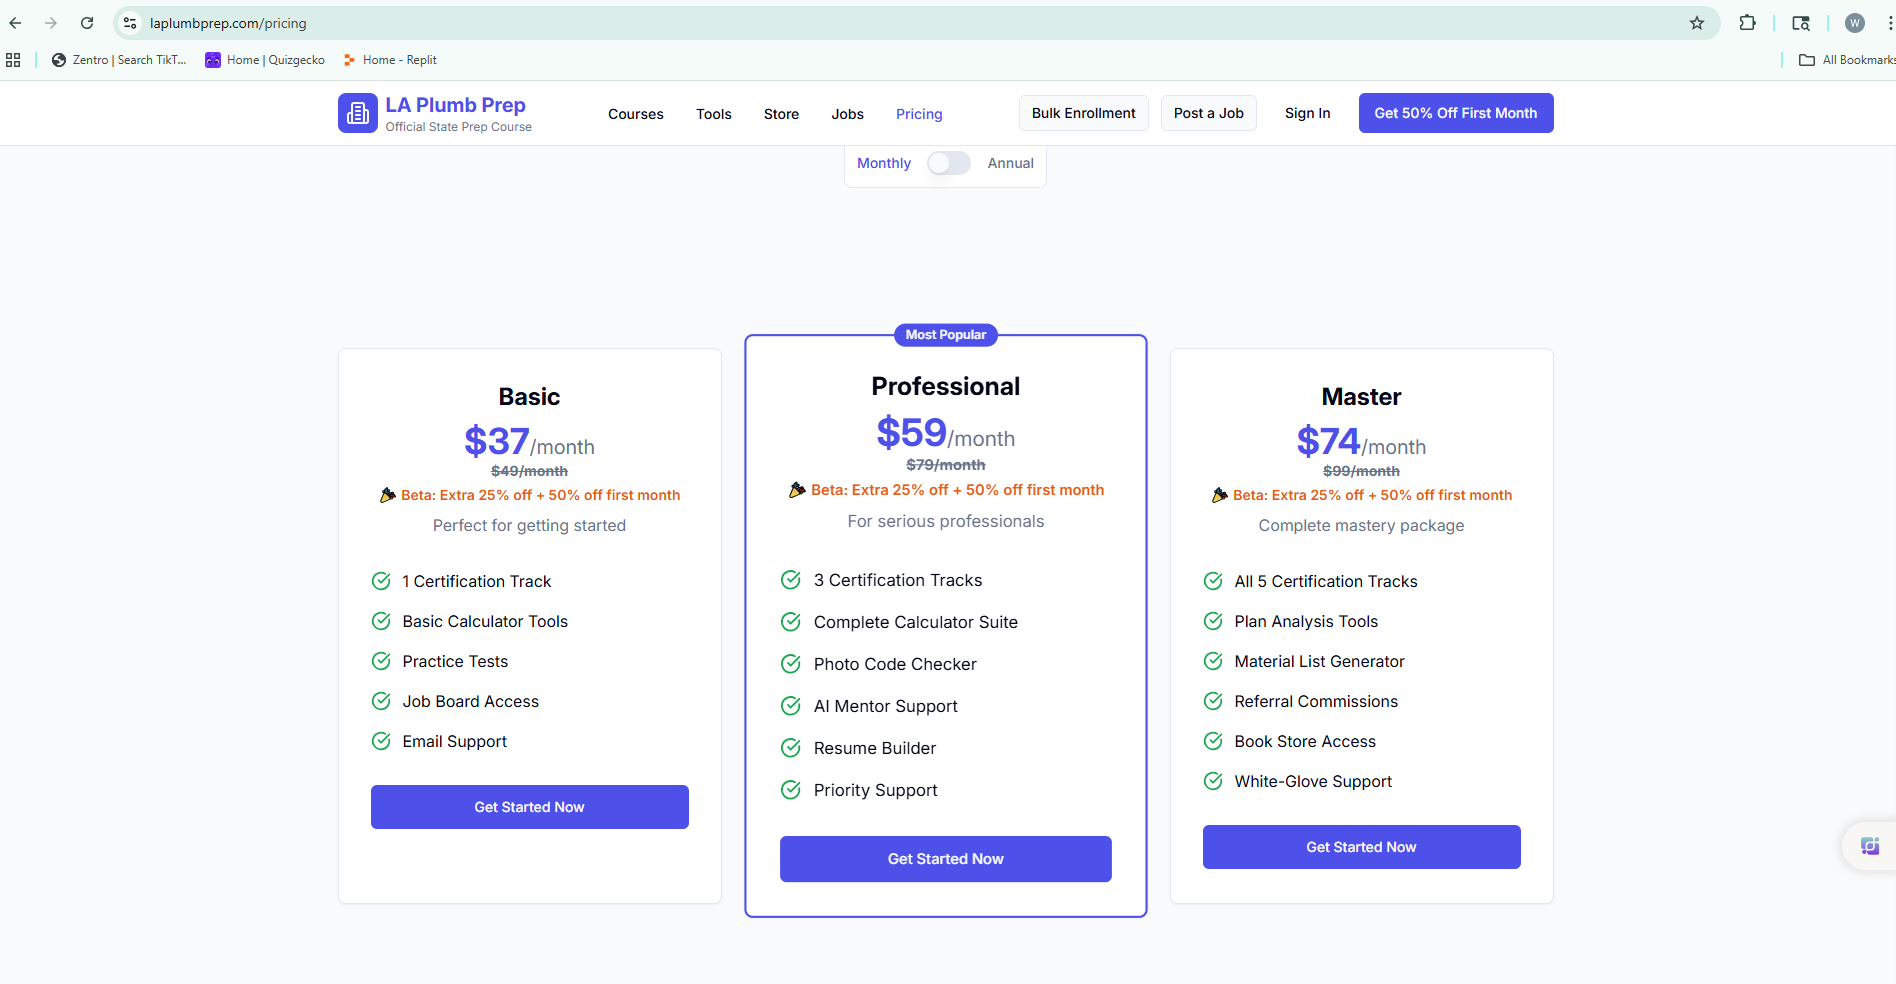 laplumbprep.com/pricing
W
Zentro | Search TikT...
Home | Quizgecko
Home - Replit
All Bookmarks
LA Plumb Prep
Official State Prep Course
Courses
Tools
Store
Jobs
Pricing
Bulk Enrollment
Post a Job
Sign In
Get 50% Off First Month
Monthly
Annual
Basic
$37/month
$49/month
Beta: Extra 25% off + 50% off first month
Perfect for getting started
1 Certification Track
Basic Calculator Tools
Practice Tests
Job Board Access
Email Support
Get Started Now
Most Popular
Professional
$59/month
$79/month
Beta: Extra 25% off + 50% off first month
For serious professionals
3 Certification Tracks
Complete Calculator Suite
Photo Code Checker
AI Mentor Support
Resume Builder
Priority Support
Get Started Now
Master
$74/month
$99/month
Beta: Extra 25% off + 50% off first month
Complete mastery package
All 5 Certification Tracks
Plan Analysis Tools
Material List Generator
Referral Commissions
Book Store Access
White-Glove Support
Get Started Now